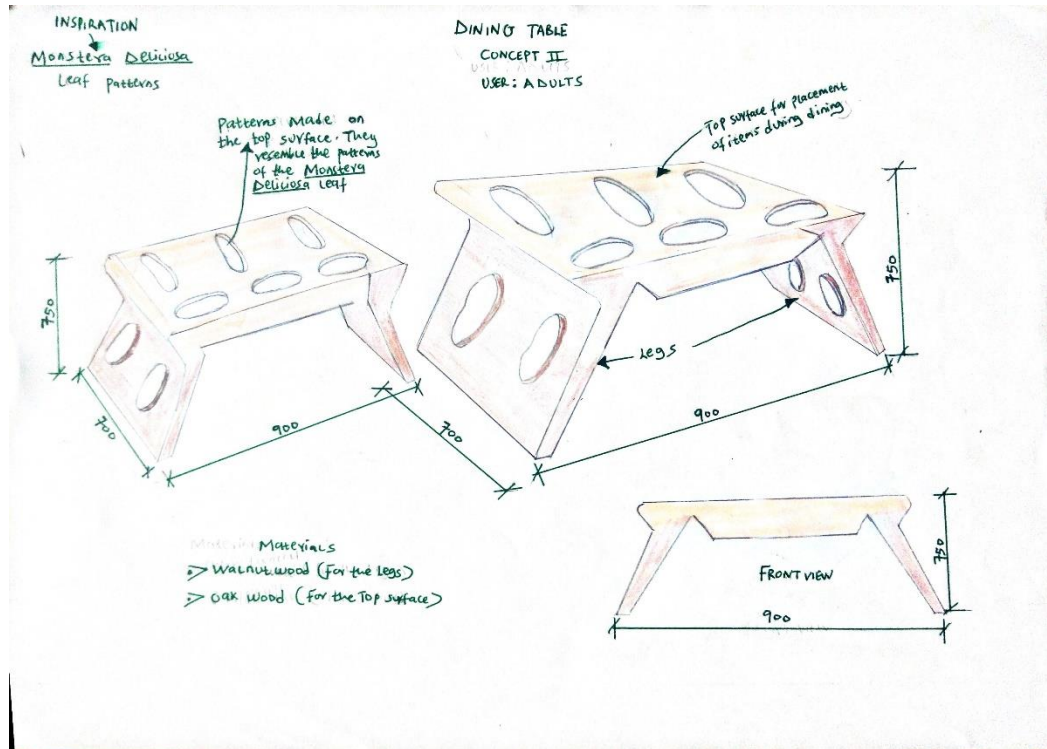 INSPIRATION
Monstera Deliciosa
Leaf Patterns
DINING TABLE
CONCEPT II
USER: ADULTS
Patterns Made on
the top surface. They
resemble the patterns
of the Monstera
Deliciosa Leaf
Top surface for placement
of items during dining
750
700
900
700
Legs
750
900
Materials
Walnut wood (for the Legs)
Oak wood (for the Top surface)
FRONT VIEW
750
900